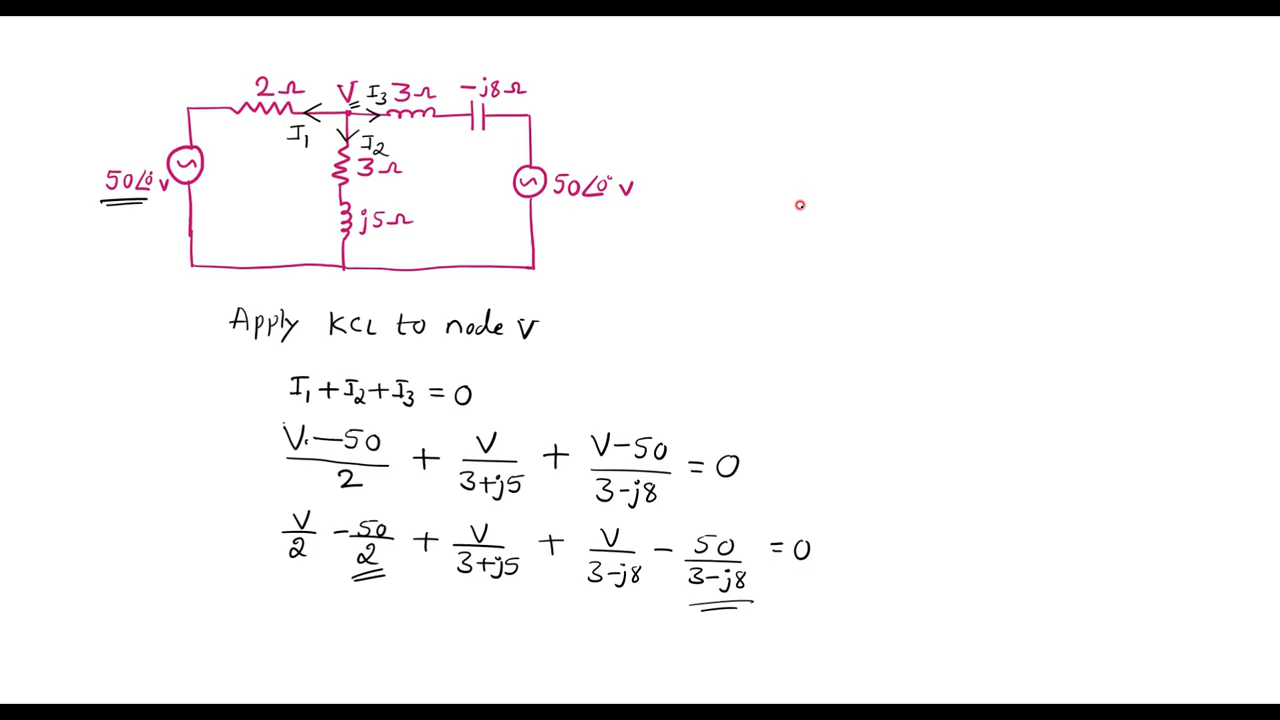 2Ω V I₃ 3Ω -j8Ω
I₁ I₂
3Ω
50∠0° V
50∠0° V
j5Ω
Apply KCL to node V
I₁ + I₂ + I₃ = 0
(V - 50)/2 + V/(3+j5) + (V-50)/(3-j8) = 0
V/2 - 50/2 + V/(3+j5) + V/(3-j8) - 50/(3-j8) = 0